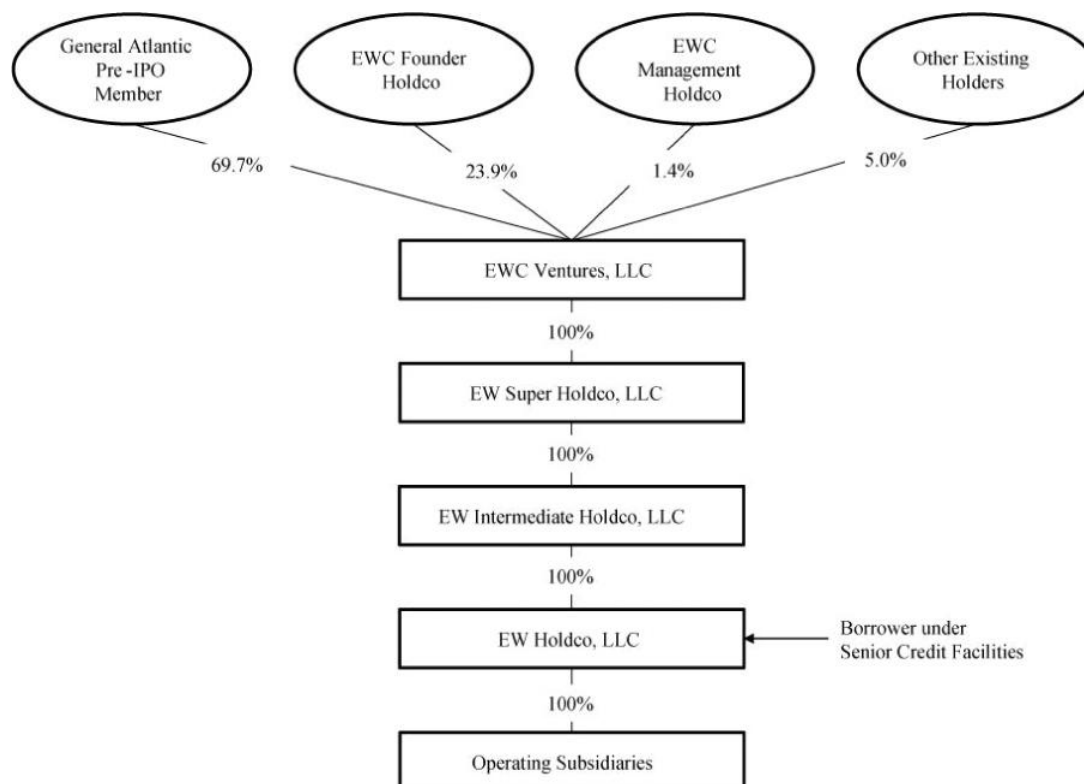 General Atlantic
Pre -IPO
Member
EWC Founder
Holdco
EWC
Management
Holdco
Other Existing
Holders
69.7%
23.9%
1.4%
5.0%
EWC Ventures, LLC
100%
EW Super Holdco, LLC
100%
EW Intermediate Holdco, LLC
100%
EW Holdco, LLC
Borrower under
Senior Credit Facilities
100%
Operating Subsidiaries